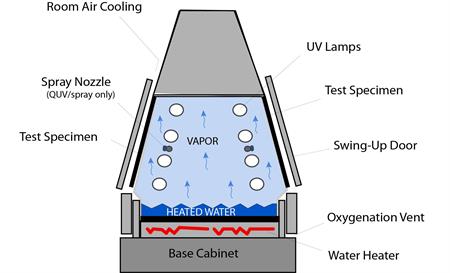 Room Air Cooling
UV Lamps
Spray Nozzle
(QUV/spray only)
Test Specimen
VAPOR
Test Specimen
Swing-Up Door
HEATED WATER
Oxygenation Vent
Base Cabinet
Water Heater